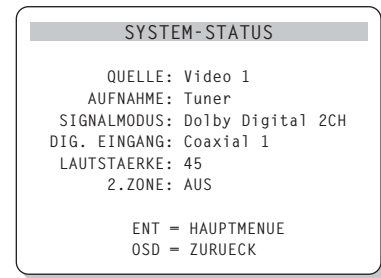 SYSTEM-STATUS
QUELLE: Video 1
AUFNAHME: Tuner
SIGNALMODUS: Dolby Digital 2CH
DIG. EINGANG: Coaxial 1
LAUTSTAERKE: 45
2.ZONE: AUS
ENT = HAUPTMENUE
OSD = ZURUECK